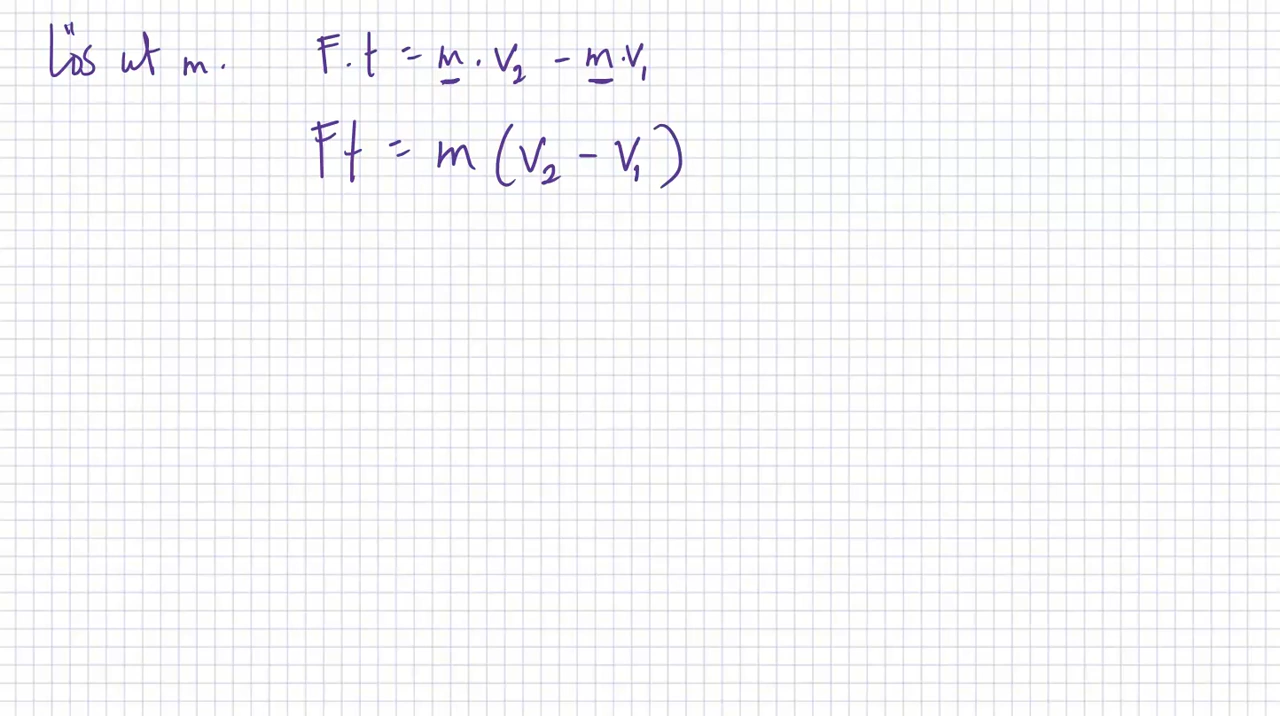 Lös ut m. F. t = m · V₂ - m · V₁
Ft = m (V₂ - V₁)